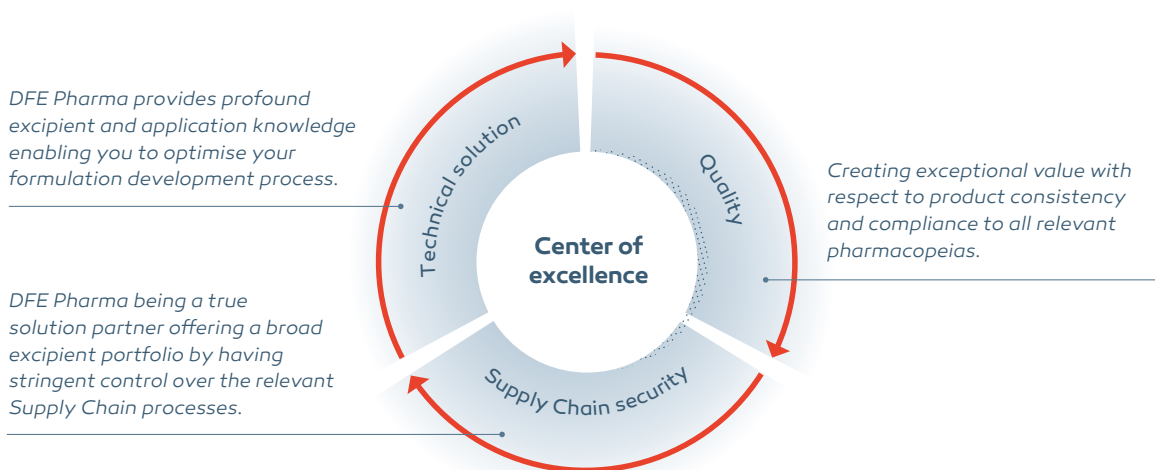 DFE Pharma provides profound
excipient and application knowledge
enabling you to optimise your
formulation development process.
Technical solution
Quality
Creating exceptional value with
respect to product consistency
and compliance to all relevant
pharmacopeias.
Center of
excellence
DFE Pharma being a true
solution partner offering a broad
excipient portfolio by having
stringent control over the relevant
Supply Chain processes.
Supply Chain security